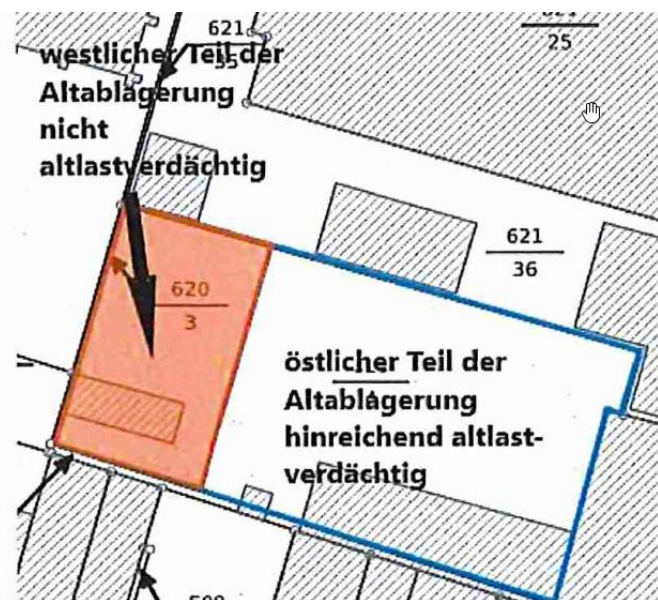 621
25
621
35
westlicher Teil der
Altablagerung
nicht
altlastverdächtig
621
36
620
3
östlicher Teil der
Altablagerung
hinreichend altlast-
verdächtig